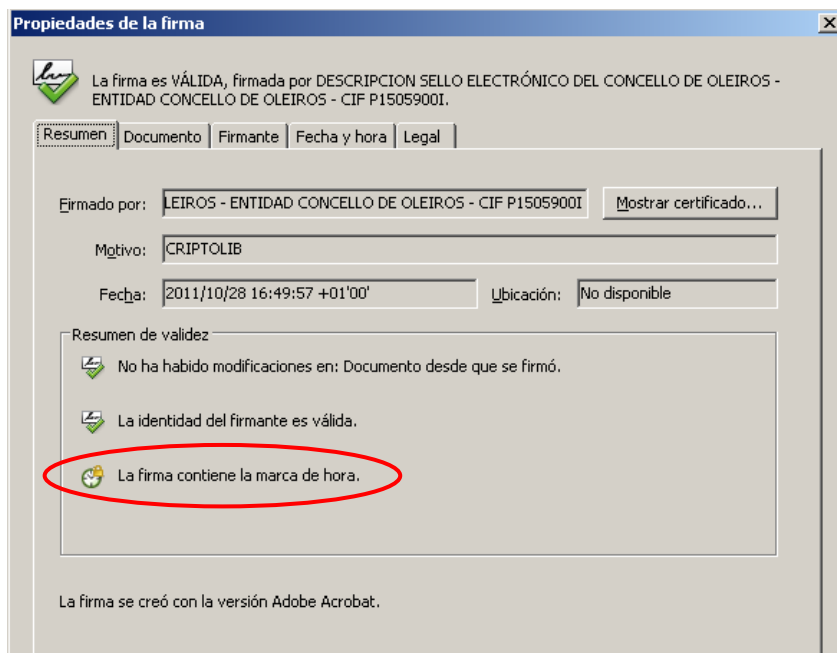 Propiedades de la firma
La firma es VÁLIDA, firmada por DESCRIPCION SELLO ELECTRÓNICO DEL CONCELLO DE OLEIROS -
ENTIDAD CONCELLO DE OLEIROS - CIF P1505900I.
Resumen Documento Firmante Fecha y hora Legal
Firmado por: LEIROS - ENTIDAD CONCELLO DE OLEIROS - CIF P1505900I Mostrar certificado...
Motivo: CRIPTOLIB
Fecha: 2011/10/28 16:49:57 +01'00' Ubicación: No disponible
Resumen de validez
No ha habido modificaciones en: Documento desde que se firmó.
La identidad del firmante es válida.
La firma contiene la marca de hora.
La firma se creó con la versión Adobe Acrobat.